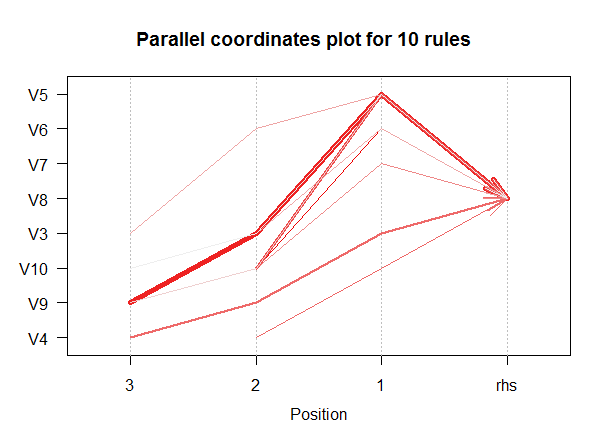 Parallel coordinates plot for 10 rules
V5
V6
V7
V8
V3
V10
V9
V4
3 2 1 rhs
Position